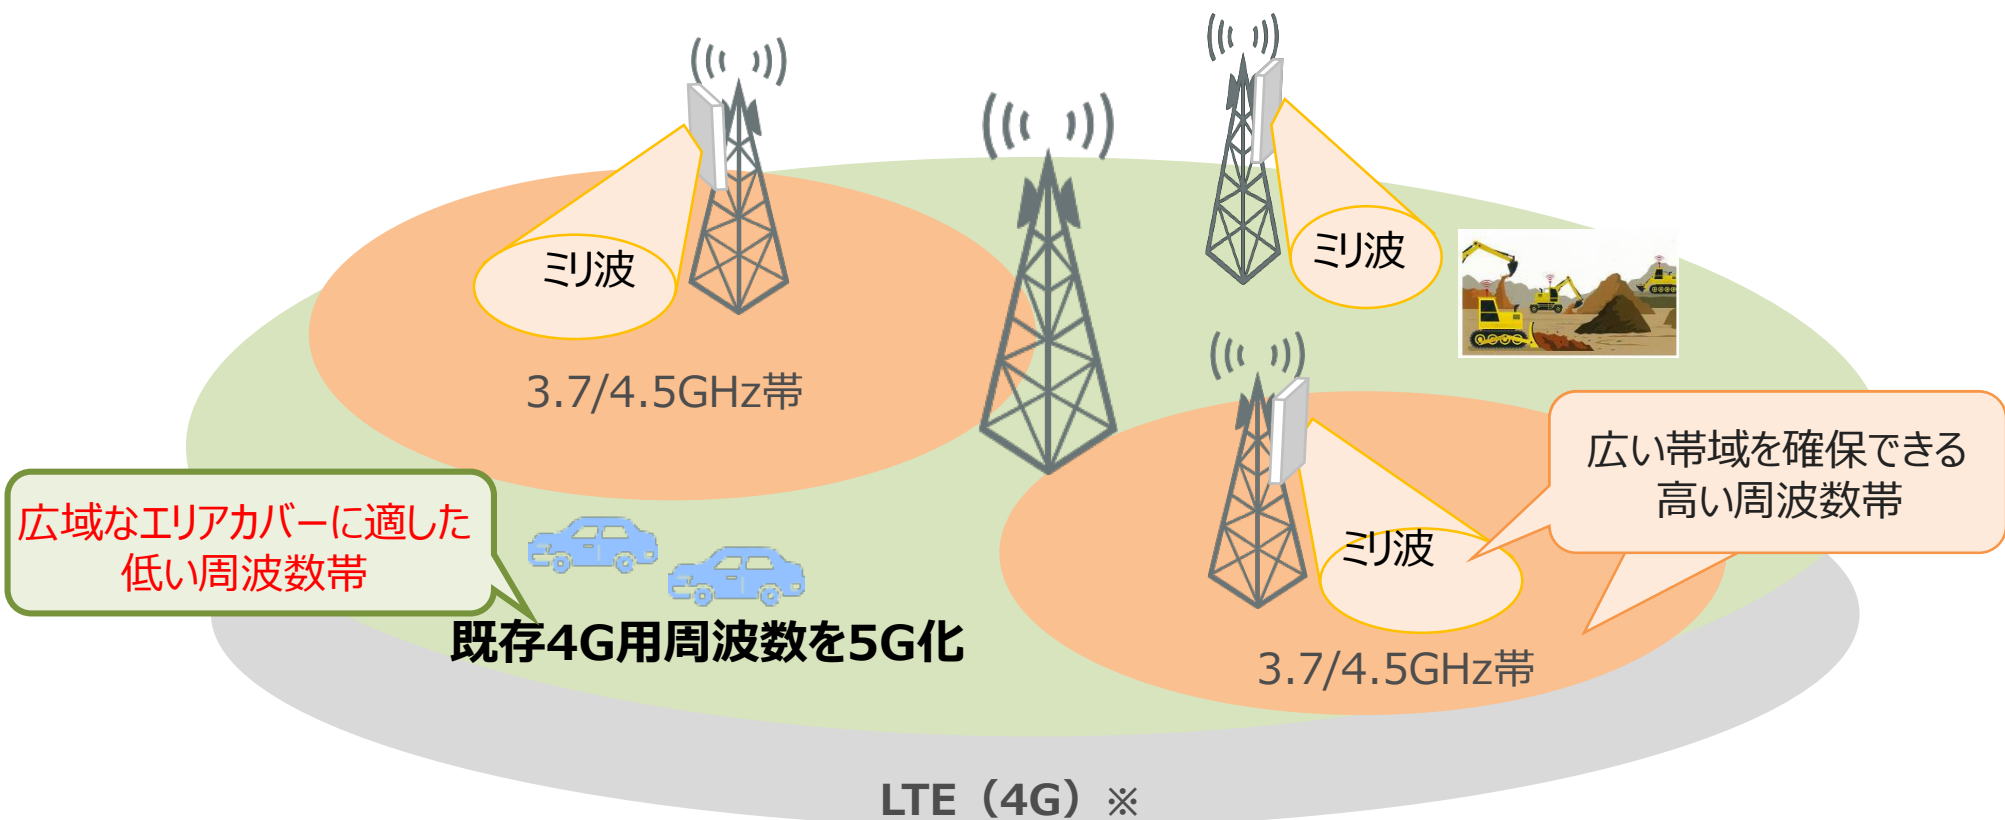 ミリ波
ミリ波
3.7/4.5GHz帯
広い帯域を確保できる
高い周波数帯
広域なエリアカバーに適した
低い周波数帯
ミリ波
既存4G用周波数を5G化
3.7/4.5GHz帯
LTE（4G）※